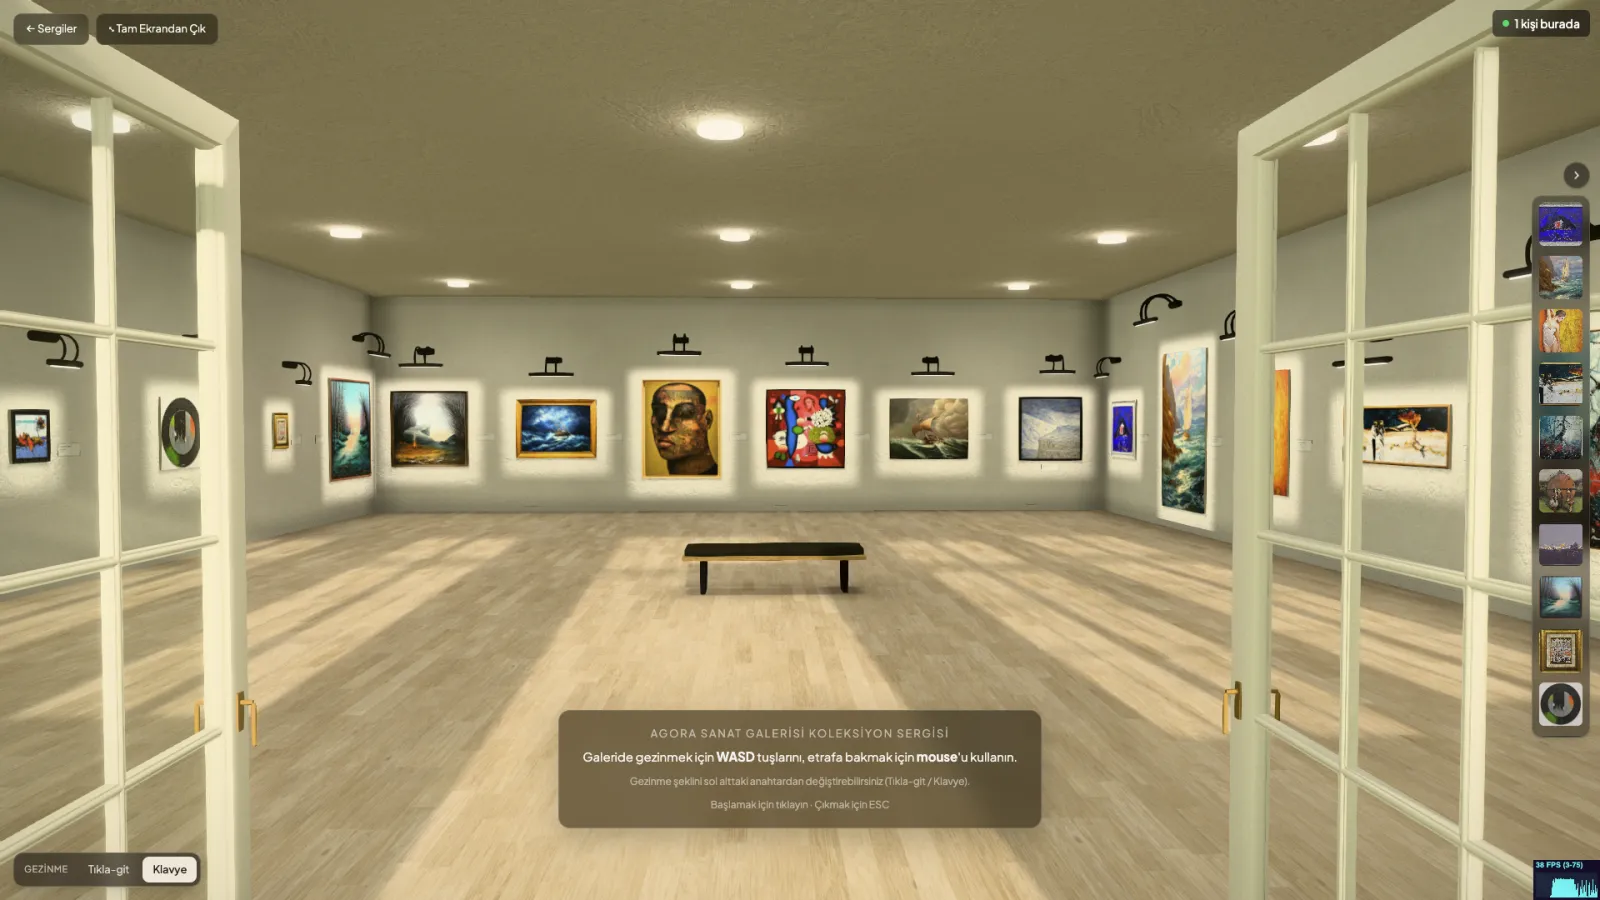 ← Sergiler
Tam Ekrandan Çık
1 kişi burada
AGORA SANAT GALERİSİ KOLEKSİYON SERGİSİ
Galeride gezinmek için WASD tuşlarını, etrafa bakmak için mouse'u kullanın.
Gezinme şeklini sol alttaki anahtardan değiştirebilirsiniz (Tıkla-git / Klavye).
Başlamak için tıklayın · Çıkmak için ESC
GEZİNME Tıkla-git Klavye
38 FPS (3-75)